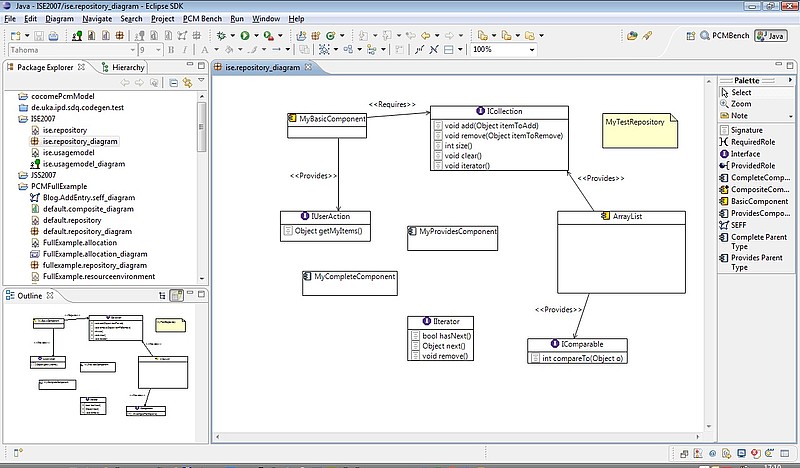 Java - ISE2007/ise.repository_diagram - Eclipse SDK
File Edit Diagram Navigate Search Project PCM Bench Run Window Help
Tahoma 9 B I A
100%
PCMBench Java
Package Explorer Hierarchy
cocomePcmModel
de.uka.ipd.sdq.codegen.test
ISE2007
ise.repository
ise.repository_diagram
ise.usagemodel
ise.usagemodel_diagram
JSS2007
PCMFullExample
Blog.AddEntry.seff_diagram
default.composite_diagram
default.repository
default.repository_diagram
FullExample.allocation
FullExample.allocation_diagram
fullexample.repository_diagram
FullExample.resourceenvironment
Outline
ise.repository_diagram
MyBasicComponent
<<Requires>>
ICollection
void add(Object itemToAdd)
void remove(Object itemToRemove)
int size()
void clear()
void iterator()
MyTestRepository
<<Provides>>
<<Provides>>
IUserAction
Object getMyItems()
MyProvidesComponent
ArrayList
MyCompleteComponent
<<Provides>>
IIterator
bool hasNext()
Object next()
void remove()
IComparable
int compareTo(Object o)
Palette
Select
Zoom
Note
Signature
RequiredRole
Interface
ProvidedRole
CompleteComp...
CompositeCom...
BasicComponent
ProvidesCompo...
SEFF
Complete Parent
Type
Provides Parent
Type